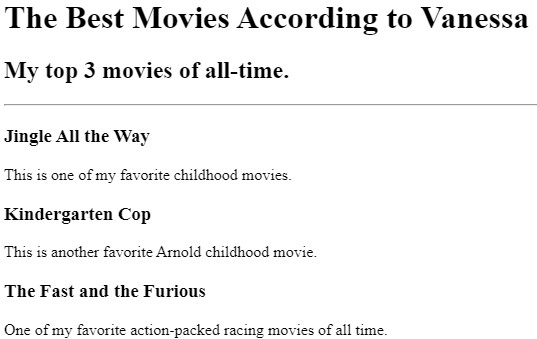 The Best Movies According to Vanessa
My top 3 movies of all-time.
Jingle All the Way
This is one of my favorite childhood movies.
Kindergarten Cop
This is another favorite Arnold childhood movie.
The Fast and the Furious
One of my favorite action-packed racing movies of all time.